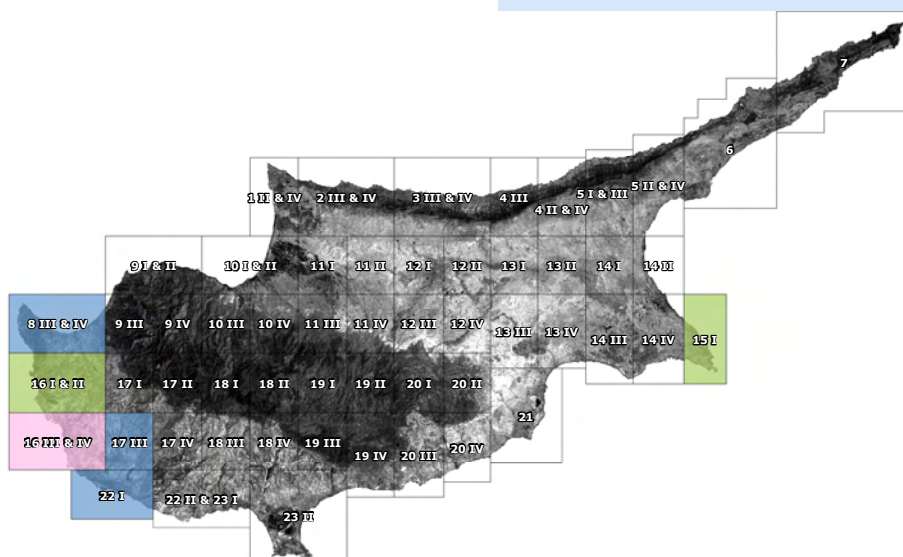 7
6
1 II & IV
2 III & IV
3 III & IV
4 III
4 II & IV
5 I & III
5 II & IV
9 I & II
10 I & II
11 I
11 II
12 I
12 II
13 I
13 II
14 I
14 II
8 III & IV
9 III
9 IV
10 III
10 IV
11 III
11 IV
12 III
12 IV
13 III
13 IV
14 III
14 IV
15 I
16 I & II
17 I
17 II
18 I
18 II
19 I
19 II
20 I
20 II
21
16 III & IV
17 III
17 IV
18 III
18 IV
19 III
19 IV
20 III
20 IV
22 I
22 II & 23 I
23 II